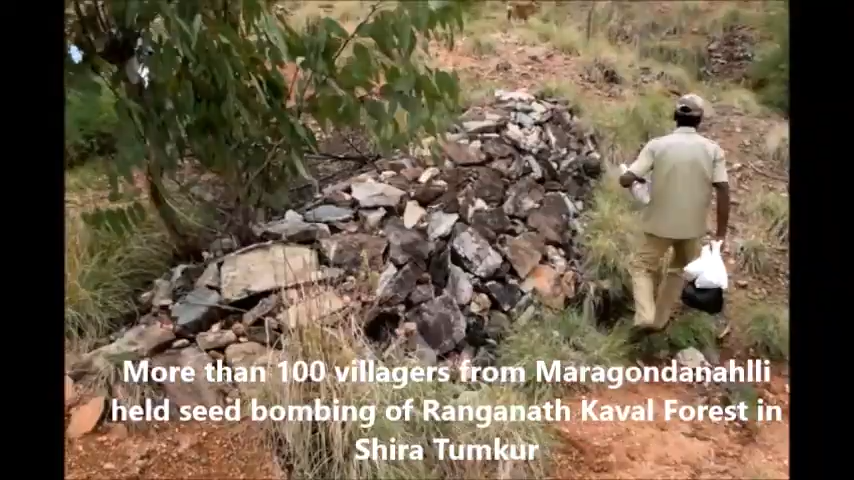 More than 100 villagers from Maragondanahlli
held seed bombing of Ranganath Kaval Forest in
Shira Tumkur